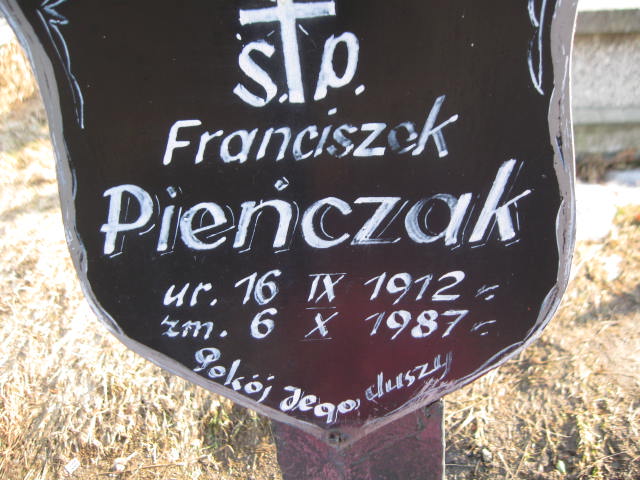 Ś.P.
Franciszek
Pieńczak
ur. 16 IX 1912 r.
zm. 6 X 1987 r.
Pokój Jego duszy